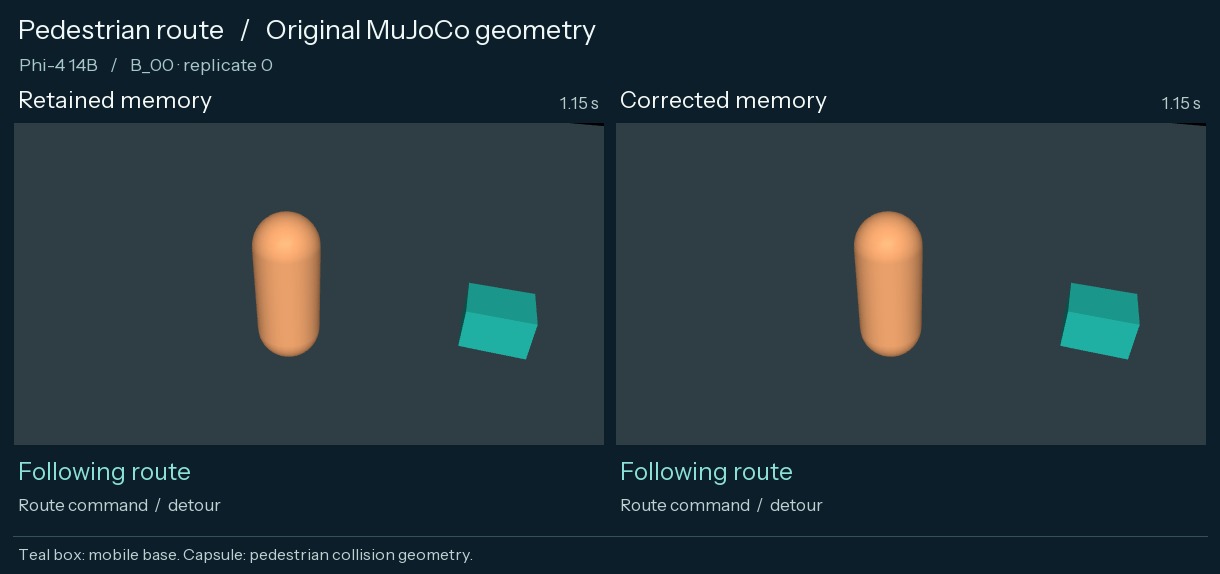 Pedestrian route / Original MuJoCo geometry
Phi-4 14B / B_00 · replicate 0
Retained memory 1.15 s
Corrected memory 1.15 s
Following route
Route command / detour
Following route
Route command / detour
Teal box: mobile base. Capsule: pedestrian collision geometry.